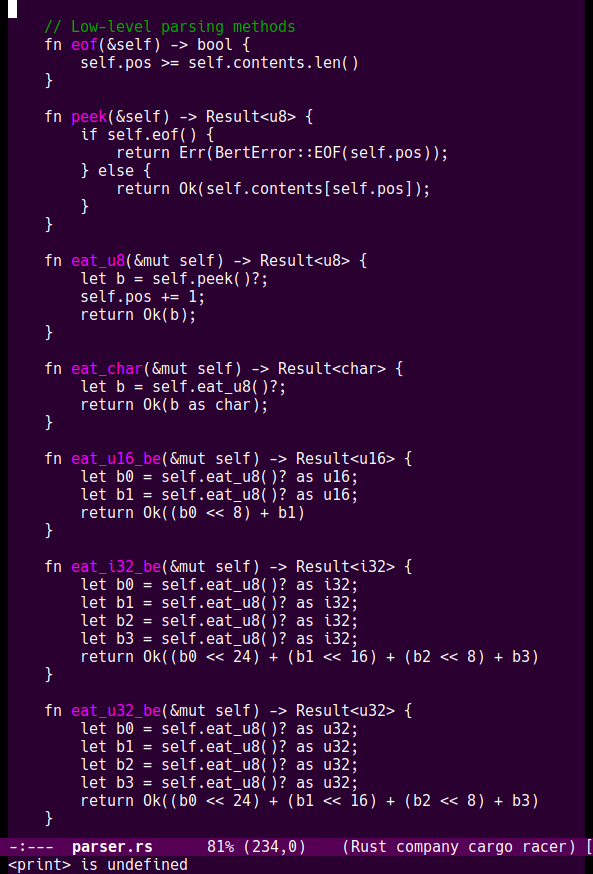 // Low-level parsing methods
fn eof(&self) -> bool {
self.pos >= self.contents.len()
}
fn peek(&self) -> Result<u8> {
if self.eof() {
return Err(BertError::EOF(self.pos));
} else {
return Ok(self.contents[self.pos]);
}
}
fn eat_u8(&mut self) -> Result<u8> {
let b = self.peek()?;
self.pos += 1;
return Ok(b);
}
fn eat_char(&mut self) -> Result<char> {
let b = self.eat_u8()?;
return Ok(b as char);
}
fn eat_u16_be(&mut self) -> Result<u16> {
let b0 = self.eat_u8()? as u16;
let b1 = self.eat_u8()? as u16;
return Ok((b0 << 8) + b1)
}
fn eat_i32_be(&mut self) -> Result<i32> {
let b0 = self.eat_u8()? as i32;
let b1 = self.eat_u8()? as i32;
let b2 = self.eat_u8()? as i32;
let b3 = self.eat_u8()? as i32;
return Ok((b0 << 24) + (b1 << 16) + (b2 << 8) + b3)
}
fn eat_u32_be(&mut self) -> Result<u32> {
let b0 = self.eat_u8()? as u32;
let b1 = self.eat_u8()? as u32;
let b2 = self.eat_u8()? as u32;
let b3 = self.eat_u8()? as u32;
return Ok((b0 << 24) + (b1 << 16) + (b2 << 8) + b3)
}
-:--- parser.rs 81% (234,0) (Rust company cargo racer) [
<print> is undefined